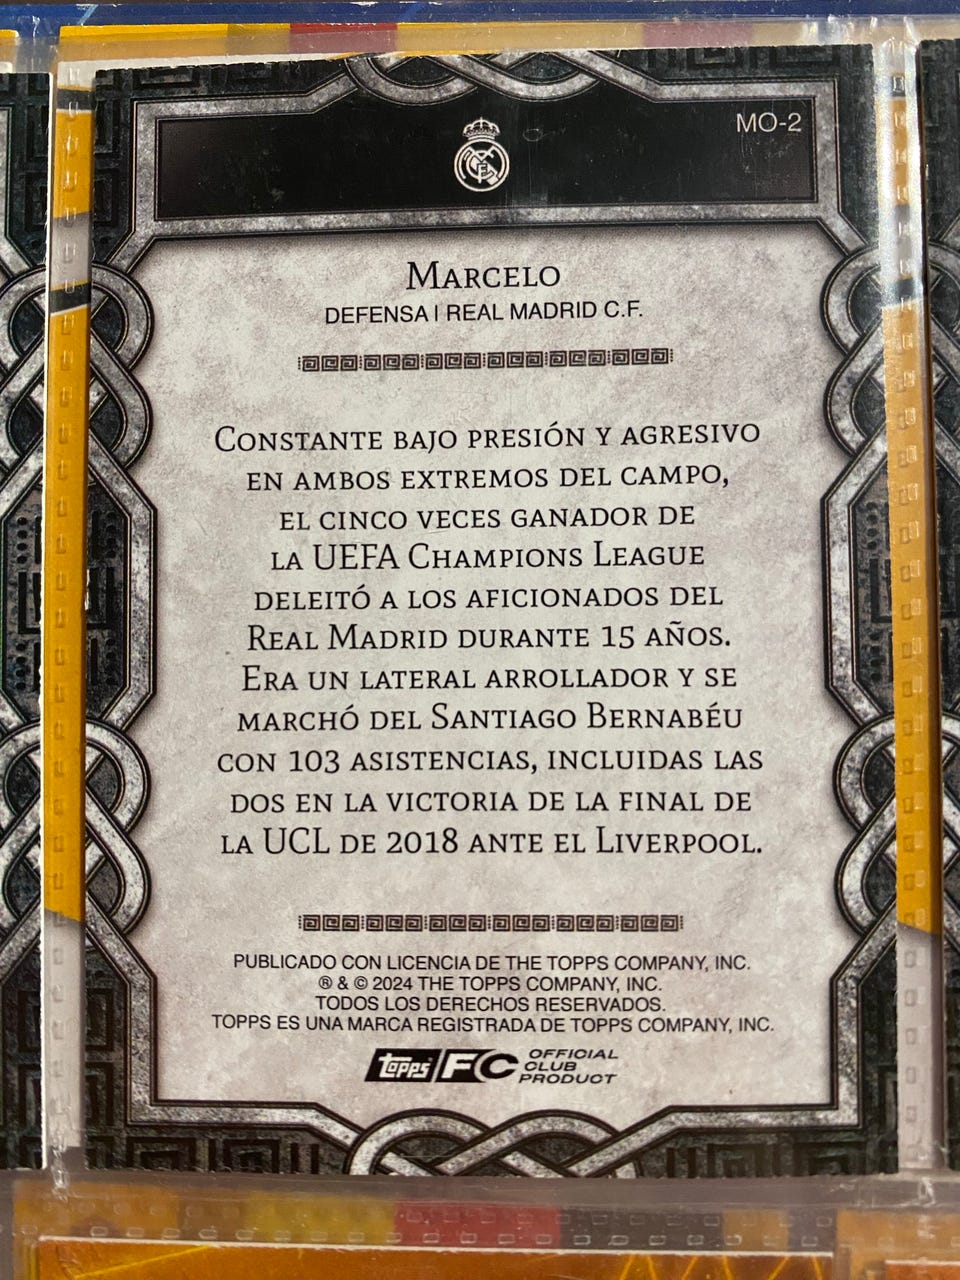 MO-2
MARCELO
DEFENSA | REAL MADRID C.F.
CONSTANTE BAJO PRESIÓN Y AGRESIVO
EN AMBOS EXTREMOS DEL CAMPO,
EL CINCO VECES GANADOR DE
LA UEFA CHAMPIONS LEAGUE
DELEITÓ A LOS AFICIONADOS DEL
REAL MADRID DURANTE 15 AÑOS.
ERA UN LATERAL ARROLLADOR Y SE
MARCHÓ DEL SANTIAGO BERNABÉU
CON 103 ASISTENCIAS, INCLUIDAS LAS
DOS EN LA VICTORIA DE LA FINAL DE
LA UCL DE 2018 ANTE EL LIVERPOOL.
PUBLICADO CON LICENCIA DE THE TOPPS COMPANY, INC.
® & © 2024 THE TOPPS COMPANY, INC.
TODOS LOS DERECHOS RESERVADOS.
TOPPS ES UNA MARCA REGISTRADA DE TOPPS COMPANY, INC.
topps FC OFFICIAL
CLUB
PRODUCT